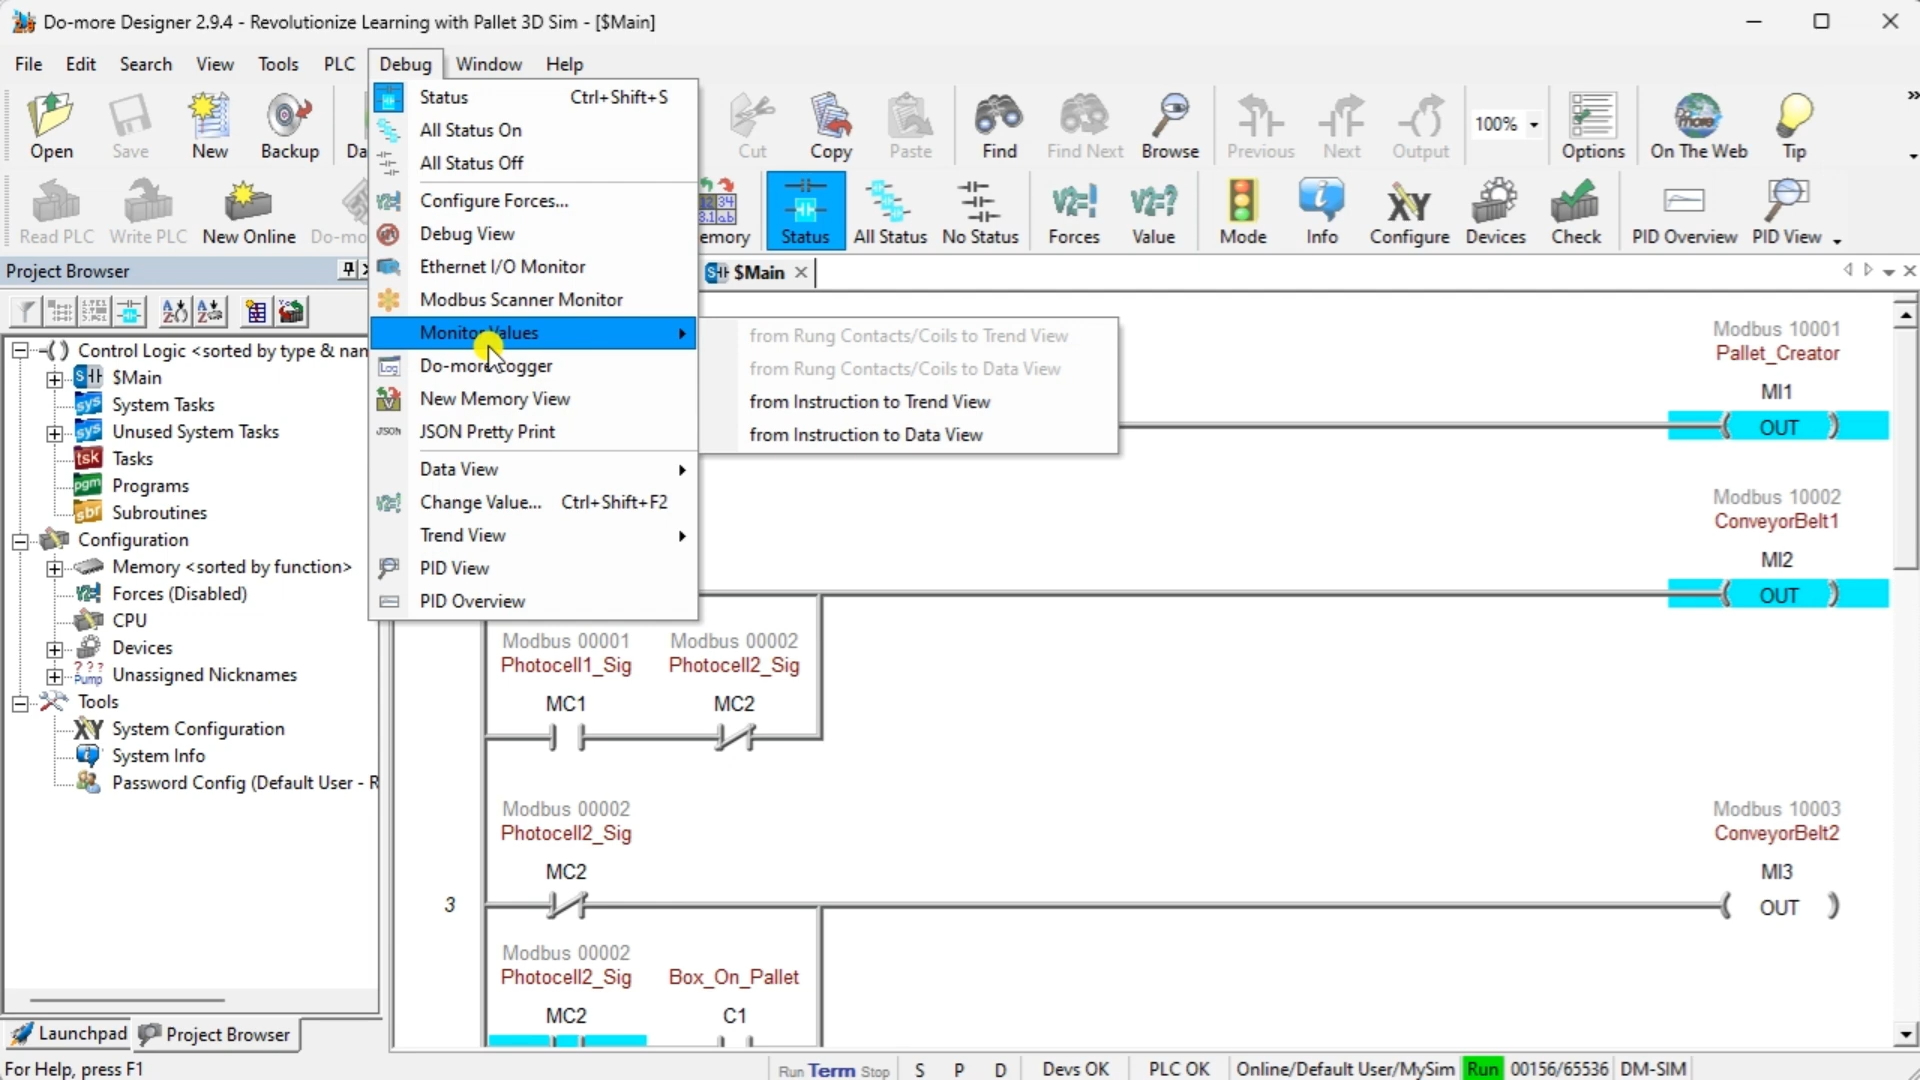 Do-more Designer 2.9.4 - Revolutionize Learning with Pallet 3D Sim - [$Main]
File Edit Search View Tools PLC Debug Window Help
Open Save New Backup Da Cut Copy Paste Find Find Next Browse Previous Next Output 100% Options On The Web Tip
Read PLC Write PLC New Online Do-mo emory Status All Status No Status Forces Value Mode Info Configure Devices Check PID Overview PID View
Status Ctrl+Shift+S
All Status On
All Status Off
Configure Forces...
Debug View
Ethernet I/O Monitor
Modbus Scanner Monitor
Monitor Values
Do-more Logger
New Memory View
JSON JSON Pretty Print
Data View
Change Value... Ctrl+Shift+F2
Trend View
PID View
PID Overview
from Rung Contacts/Coils to Trend View
from Rung Contacts/Coils to Data View
from Instruction to Trend View
from Instruction to Data View
Project Browser
Control Logic <sorted by type & nan
$Main
System Tasks
Unused System Tasks
Tasks
Programs
Subroutines
Configuration
Memory <sorted by function>
Forces (Disabled)
CPU
Devices
Unassigned Nicknames
Tools
System Configuration
System Info
Password Config (Default User - R
Launchpad Project Browser
$Main
Modbus 10001
Pallet_Creator
MI1
OUT
Modbus 10002
ConveyorBelt1
MI2
OUT
Modbus 00001 Modbus 00002
Photocell1_Sig Photocell2_Sig
MC1 MC2
Modbus 00002 Modbus 10003
Photocell2_Sig ConveyorBelt2
MC2 MI3
3 OUT
Modbus 00002
Photocell2_Sig Box_On_Pallet
MC2 C1
For Help, press F1 Run Term Stop S P D Devs OK PLC OK Online/Default User/MySim Run 00156/65536 DM-SIM